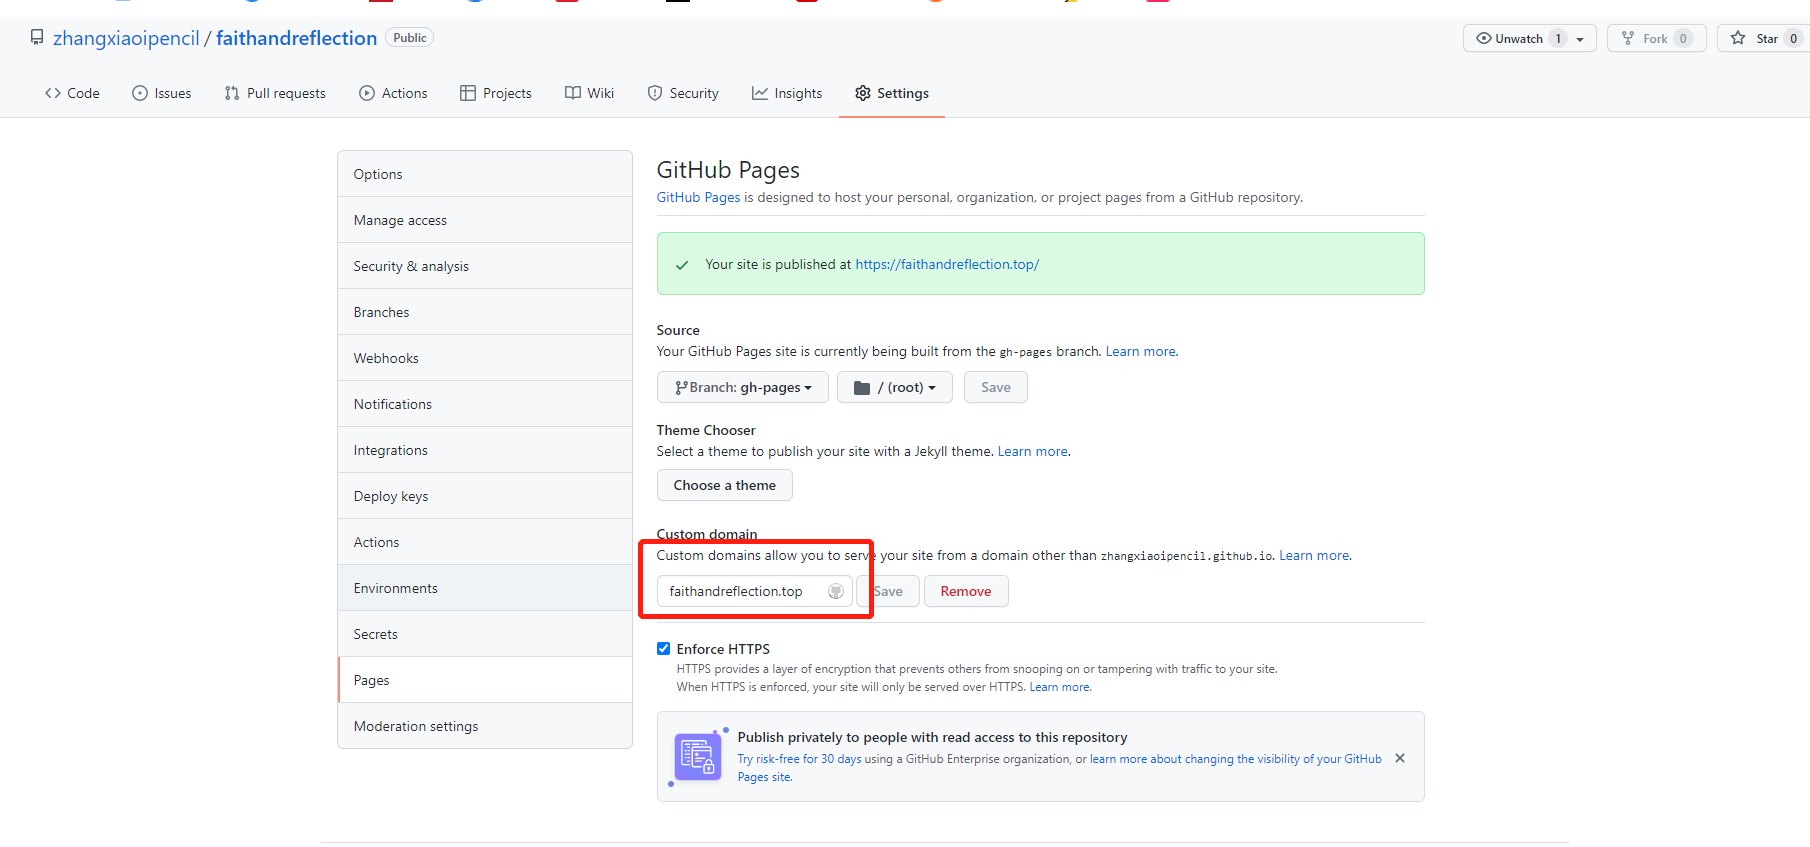 zhangxiaoipencil / faithandreflection Public
Unwatch 1 Fork 0 Star 0
Code Issues Pull requests Actions Projects Wiki Security Insights Settings
Options
Manage access
Security & analysis
Branches
Webhooks
Notifications
Integrations
Deploy keys
Actions
Environments
Secrets
Pages
Moderation settings
GitHub Pages
GitHub Pages is designed to host your personal, organization, or project pages from a GitHub repository.
Your site is published at https://faithandreflection.top/
Source
Your GitHub Pages site is currently being built from the gh-pages branch. Learn more.
Branch: gh-pages / (root) Save
Theme Chooser
Select a theme to publish your site with a Jekyll theme. Learn more.
Choose a theme
Custom domain
Custom domains allow you to serve your site from a domain other than zhangxiaoipencil.github.io. Learn more.
faithandreflection.top Save Remove
Enforce HTTPS
HTTPS provides a layer of encryption that prevents others from snooping on or tampering with traffic to your site.
When HTTPS is enforced, your site will only be served over HTTPS. Learn more.
Publish privately to people with read access to this repository
Try risk-free for 30 days using a GitHub Enterprise organization, or learn more about changing the visibility of your GitHub
Pages site.